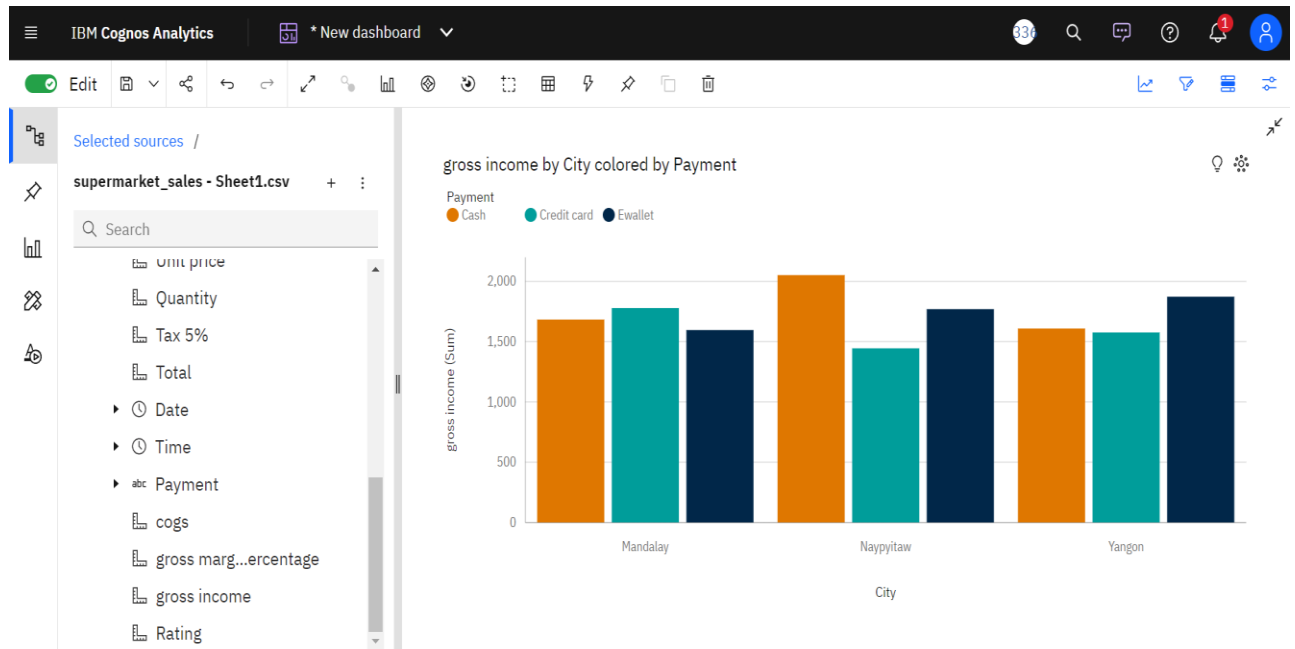 IBM Cognos Analytics
* New dashboard
336
1
Edit
Selected sources /
supermarket_sales - Sheet1.csv
Search
Unit price
Quantity
Tax 5%
Total
Date
Time
abc Payment
cogs
gross marg...ercentage
gross income
Rating
gross income by City colored by Payment
Payment
Cash Credit card Ewallet
gross income (Sum)
2,000
1,500
1,000
500
0
Mandalay Naypyitaw Yangon
City